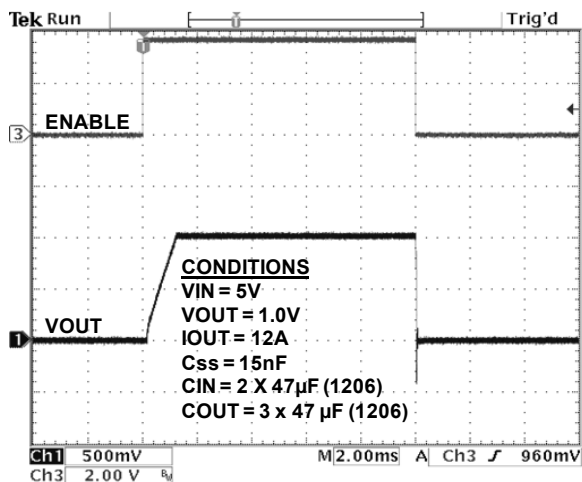 Tek Run
Trig'd
T
T
3
ENABLE
CONDITIONS
VIN = 5V
VOUT = 1.0V
VOUT
IOUT = 12A
1
Css = 15nF
CIN = 2 X 47µF (1206)
COUT = 3 x 47 µF (1206)
Ch1 500mV M 2.00ms A Ch3 960mV
Ch3 2.00 V BW